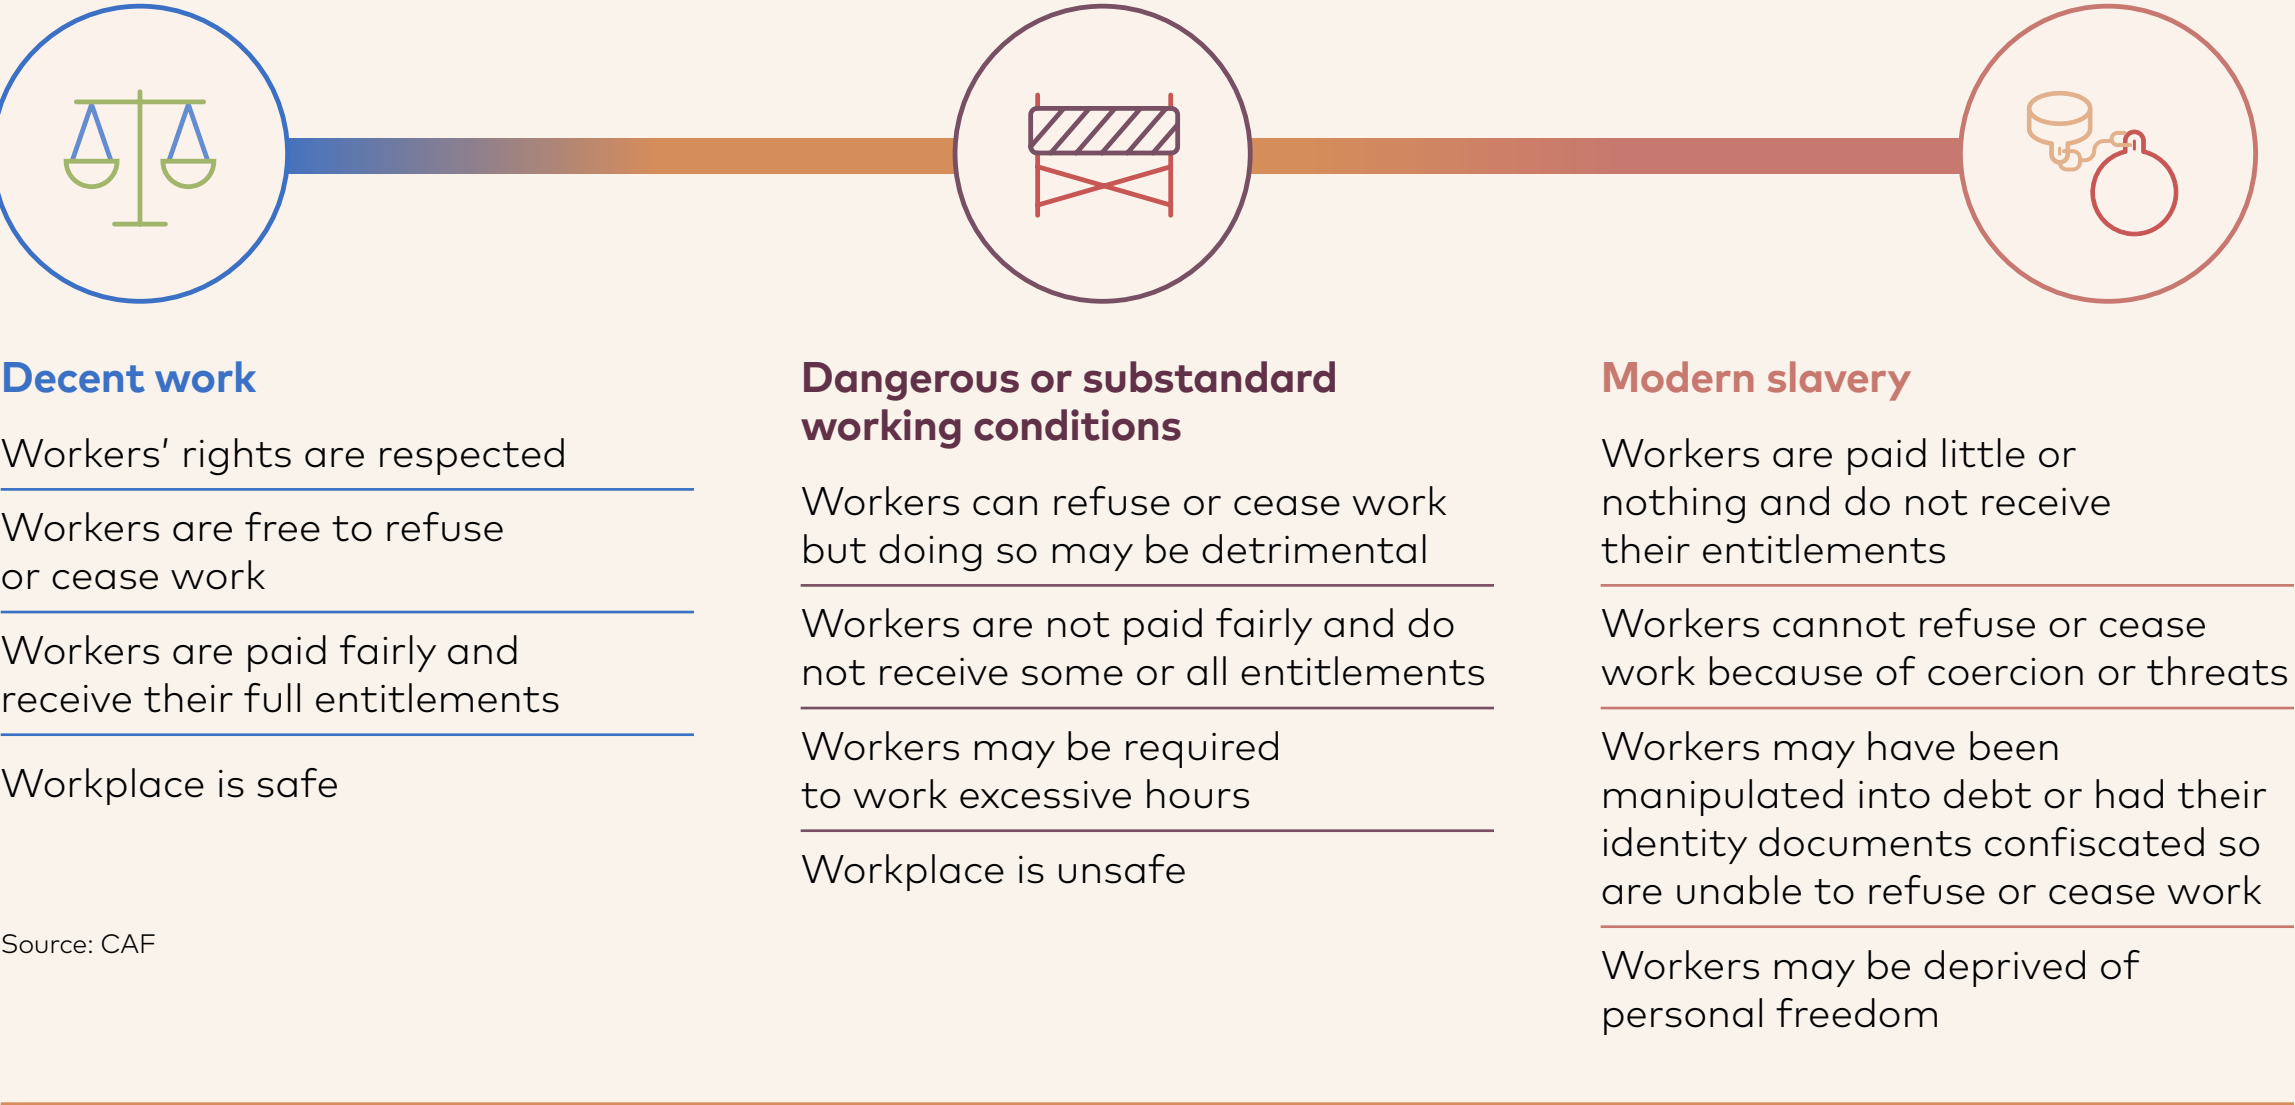 Decent work
Workers’ rights are respected
Workers are free to refuse
or cease work
Workers are paid fairly and
receive their full entitlements
Workplace is safe
Source: CAF
Dangerous or substandard
working conditions
Workers can refuse or cease work
but doing so may be detrimental
Workers are not paid fairly and do
not receive some or all entitlements
Workers may be required
to work excessive hours
Workplace is unsafe
Modern slavery
Workers are paid little or
nothing and do not receive
their entitlements
Workers cannot refuse or cease
work because of coercion or threats
Workers may have been
manipulated into debt or had their
identity documents confiscated so
are unable to refuse or cease work
Workers may be deprived of
personal freedom